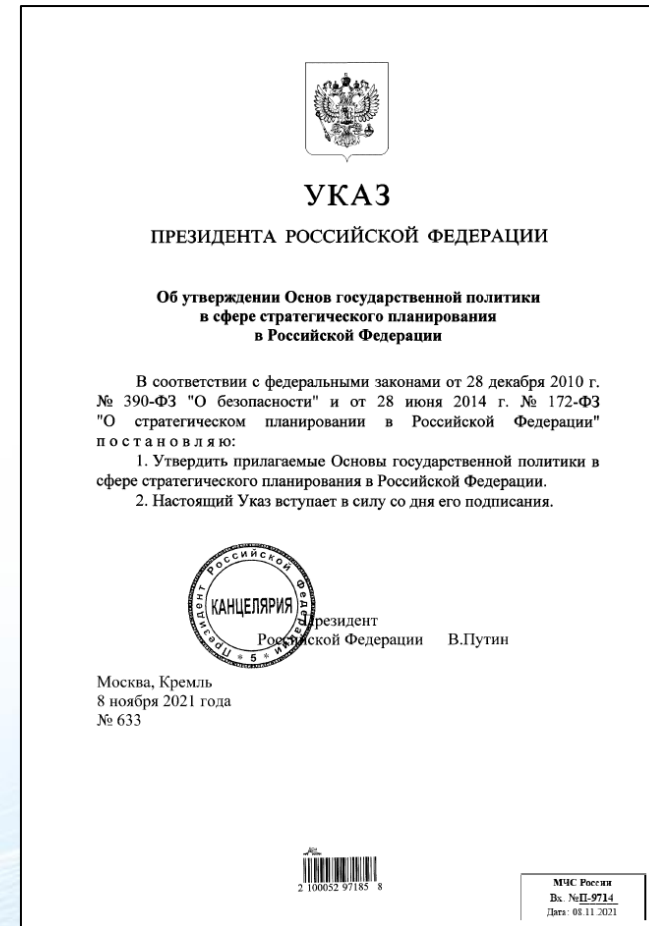 УКАЗ
ПРЕЗИДЕНТА РОССИЙСКОЙ ФЕДЕРАЦИИ
Об утверждении Основ государственной политики
в сфере стратегического планирования
в Российской Федерации
В соответствии с федеральными законами от 28 декабря 2010 г.
№ 390-ФЗ "О безопасности" и от 28 июня 2014 г. № 172-ФЗ
"О стратегическом планировании в Российской Федерации"
постановляю:
1. Утвердить прилагаемые Основы государственной политики в
сфере стратегического планирования в Российской Федерации.
2. Настоящий Указ вступает в силу со дня его подписания.
Президент Российской Федерации
КАНЦЕЛЯРИЯ
* 5 *
Президент
Российской Федерации В.Путин
Москва, Кремль
8 ноября 2021 года
№ 633
2 100052 97185 8
МЧС России
Вх. №П-9714
Дата: 08.11.2021